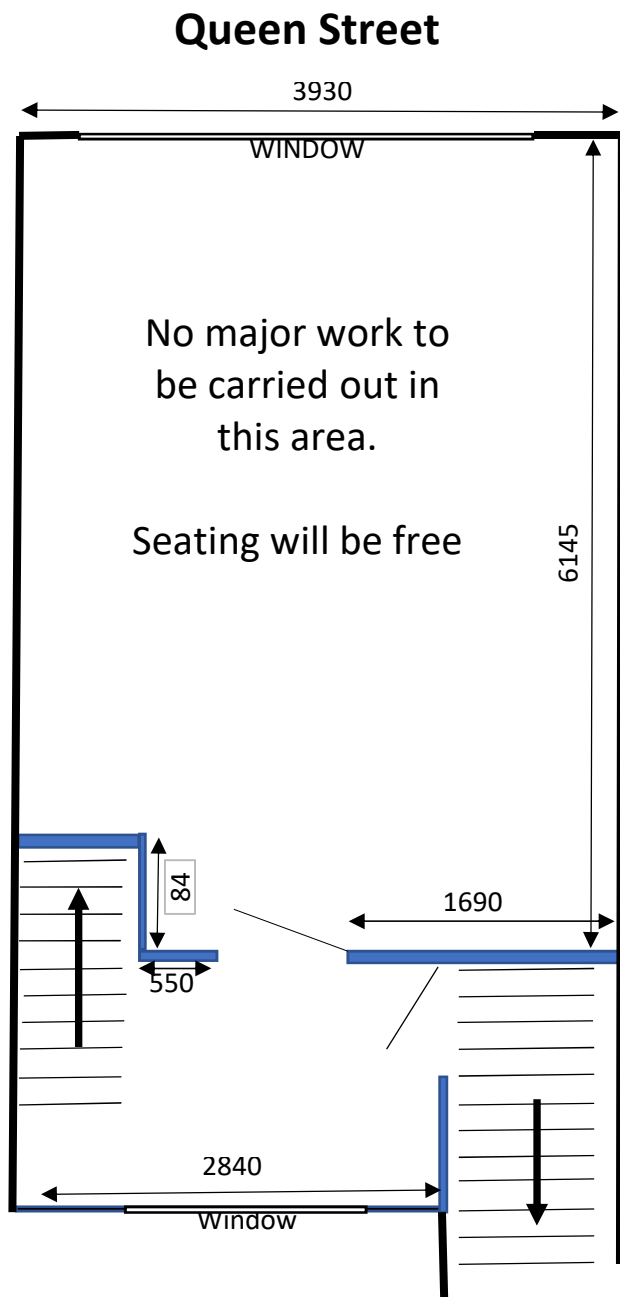 Queen Street
3930
WINDOW
No major work to
be carried out in
this area.
Seating will be free
6145
84
1690
550
2840
Window